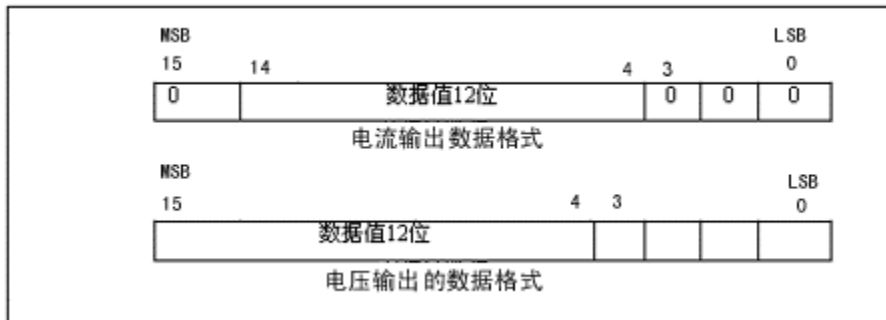 MSB LSB
15 14 4 3 0
0 数据值12位 0 0 0
电流输出数据格式
MSB LSB
15 4 3 0
数据值12位
电压输出的数据格式